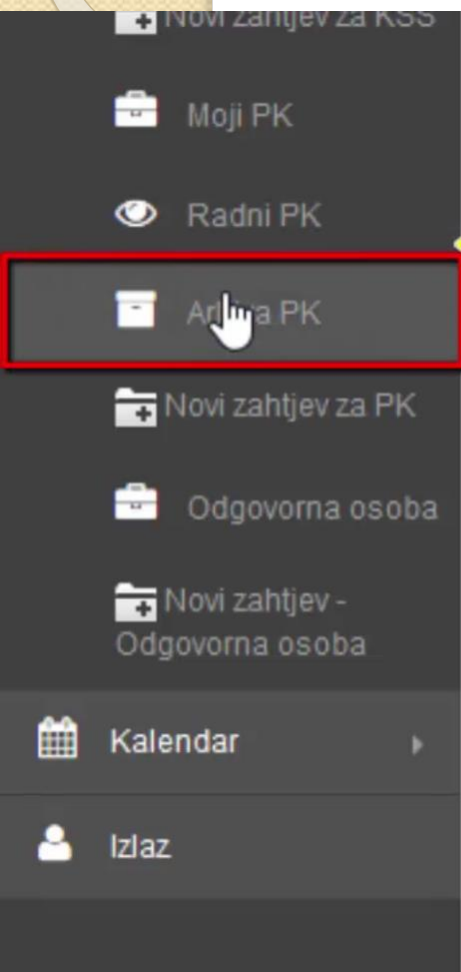 Novi zahtjev za KSS
Moji PK
Radni PK
PK
Novi zahtjev za PK
Odgovorna osoba
Novi zahtjev -
Odgovorna osoba
Kalendar
Izlaz